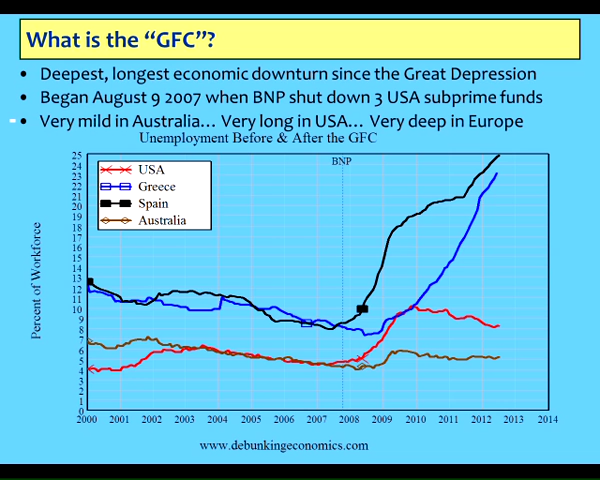 What is the “GFC”?
• Deepest, longest economic downturn since the Great Depression
• Began August 9 2007 when BNP shut down 3 USA subprime funds
• Very mild in Australia… Very long in USA… Very deep in Europe
Unemployment Before & After the GFC
BNP
USA
Greece
Spain
Australia
Percent of Workforce
25
24
23
22
21
20
19
18
17
16
15
14
13
12
11
10
9
8
7
6
5
4
3
2
1
0
2000 2001 2002 2003 2004 2005 2006 2007 2008 2009 2010 2011 2012 2013 2014
www.debunkingeconomics.com